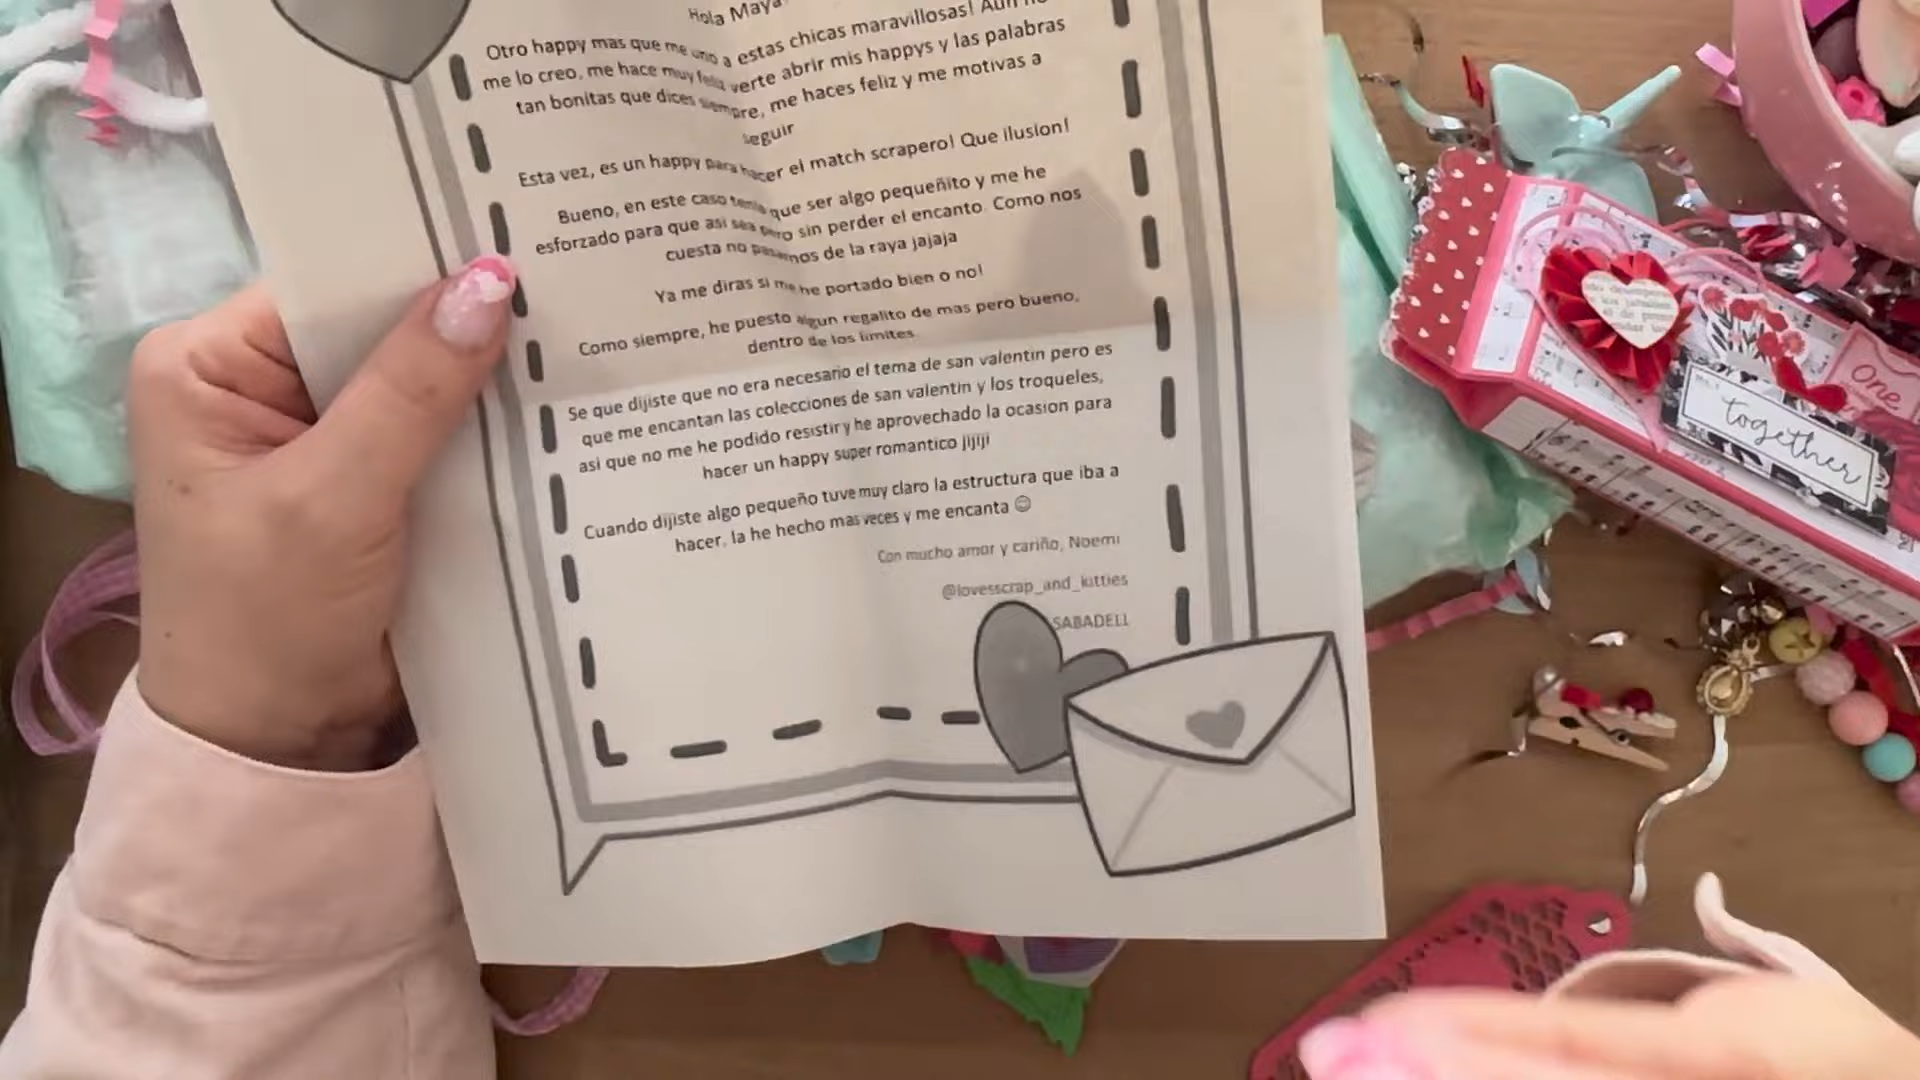 Hola Maya
Otro happy mas que me uno a estas chicas maravillosas! Aun no
me lo creo, me hace muy feliz verte abrir mis happys y las palabras
tan bonitas que dices siempre, me haces feliz y me motivas a
seguir
Esta vez, es un happy para hacer el match scrapero! Que ilusion!
Bueno, en este caso tenia que ser algo pequeñito y me he
esforzado para que asi sea pero sin perder el encanto. Como nos
cuesta no pasarnos de la raya jajaja
Ya me diras si me he portado bien o no!
Como siempre, he puesto algun regalito de mas pero bueno,
dentro de los limites
Se que dijiste que no era necesario el tema de san valentin pero es
que me encantan las colecciones de san valentin y los troqueles,
asi que no me he podido resistir y he aprovechado la ocasion para
hacer un happy super romantico jijiji
Cuando dijiste algo pequeño tuve muy claro la estructura que iba a
hacer, la he hecho mas veces y me encanta ☺
Con mucho amor y cariño, Noemi
@lovesscrap_and_kitties
SABADELL
One
together